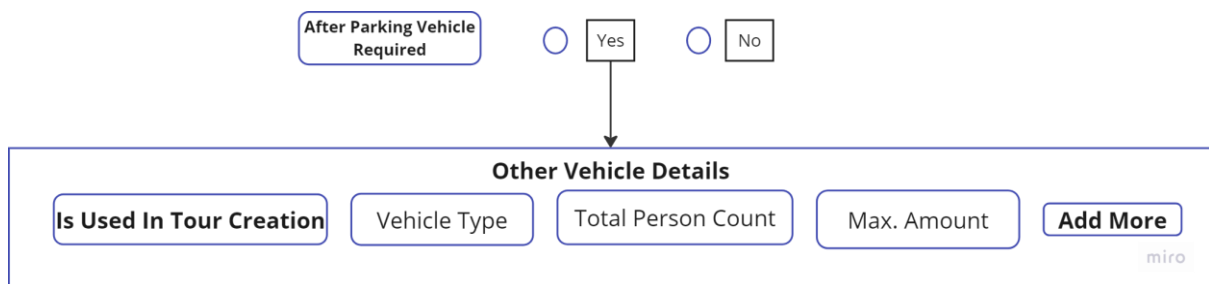 After Parking Vehicle
Required
Yes
No
Other Vehicle Details
Is Used In Tour Creation
Vehicle Type
Total Person Count
Max. Amount
Add More
miro